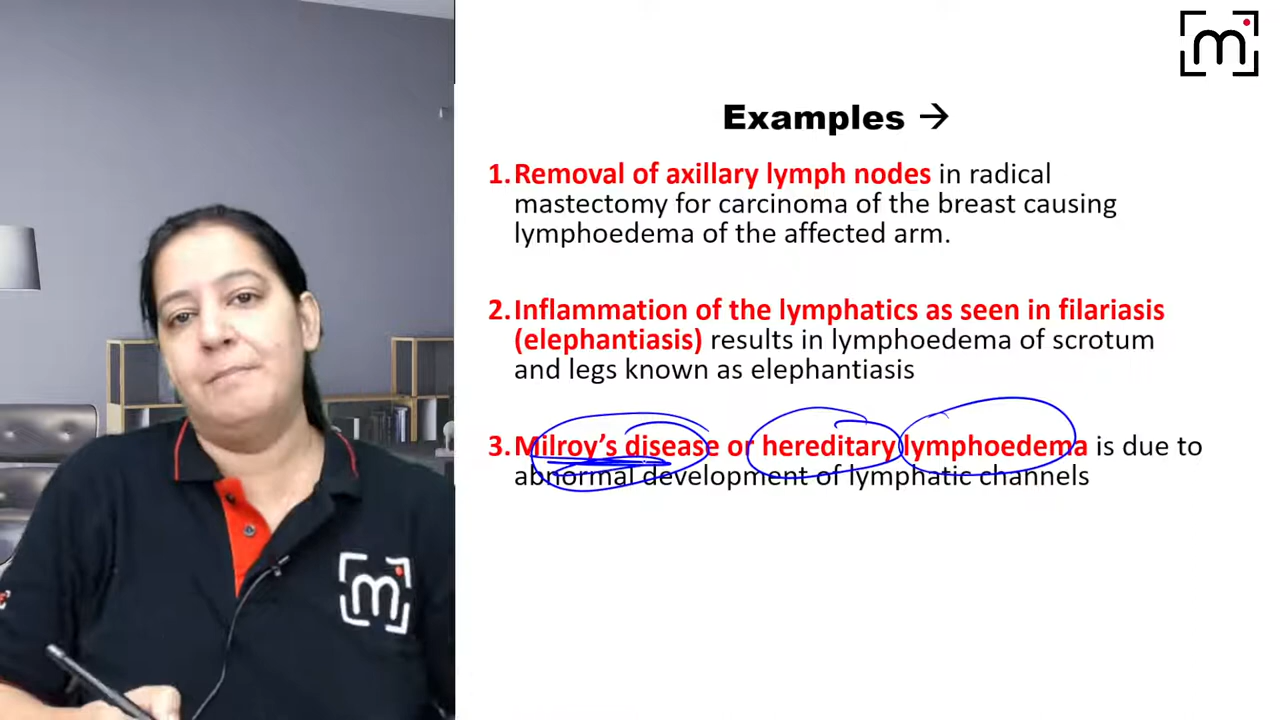 m
Examples →
1. Removal of axillary lymph nodes in radical
mastectomy for carcinoma of the breast causing
lymphoedema of the affected arm.
2. Inflammation of the lymphatics as seen in filariasis
(elephantiasis) results in lymphoedema of scrotum
and legs known as elephantiasis
3. Milroy's disease or hereditary lymphoedema is due to
abnormal development of lymphatic channels
m